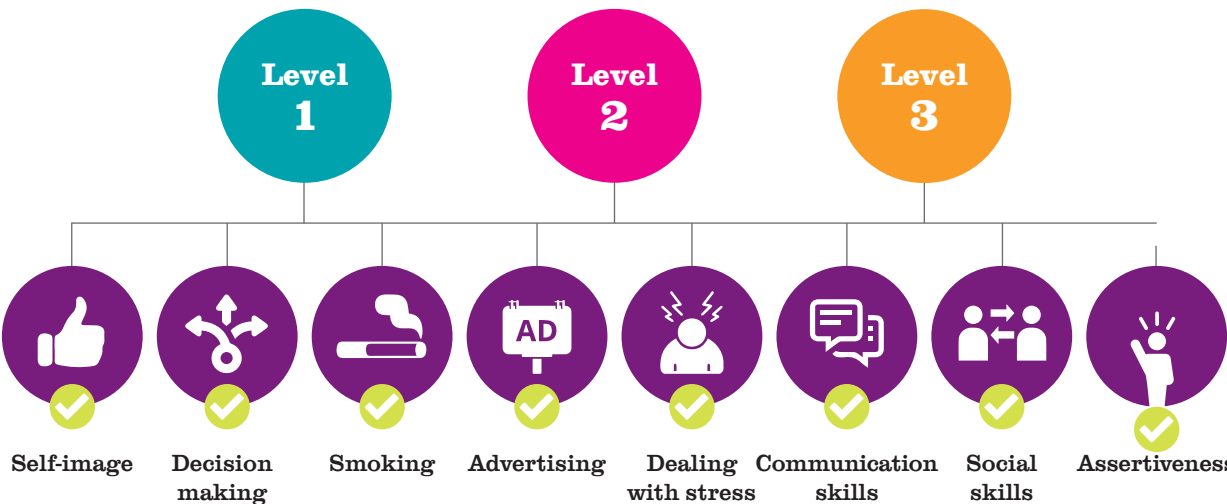 Level
1
Level
2
Level
3
AD
Self-image
Decision
making
Smoking
Advertising
Dealing
with stress
Communication
skills
Social
skills
Assertiveness